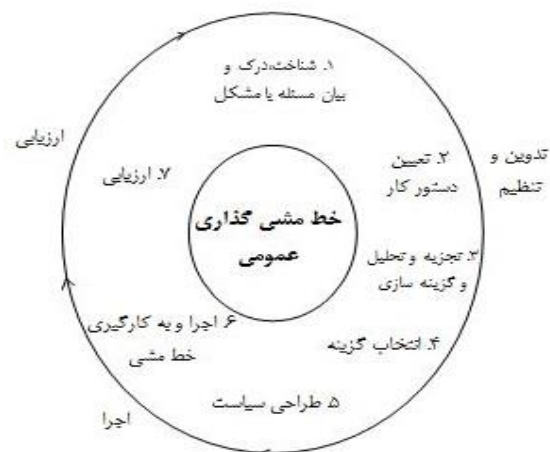 ۱. شناخت،درک و
بیان مسئله یا مشکل
۲. تعیین
دستور کار
تدوین و
تنظیم
۳. تجزیه و تحلیل
و گزینه سازی
۴. انتخاب گزینه
۵. طراحی سیاست
۶. اجرا و به کارگیری
خط مشی
اجرا
۷. ارزیابی
ارزیابی
خط مشی گذاری
عمومی